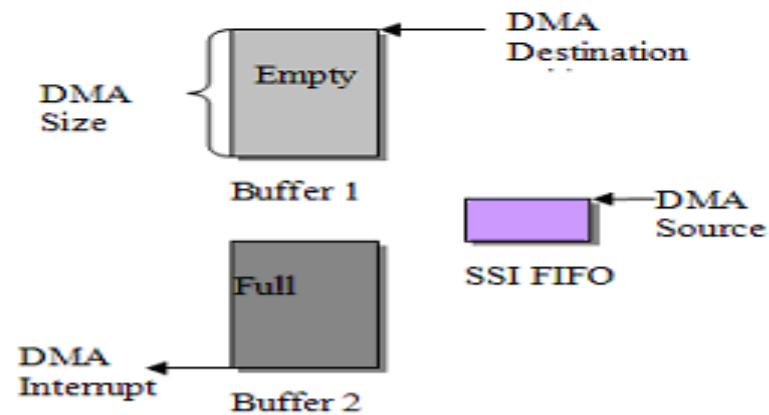 DMA
Destination
Empty
DMA
Size
Buffer 1
DMA
Source
SSI FIFO
Full
DMA
Interrupt
Buffer 2